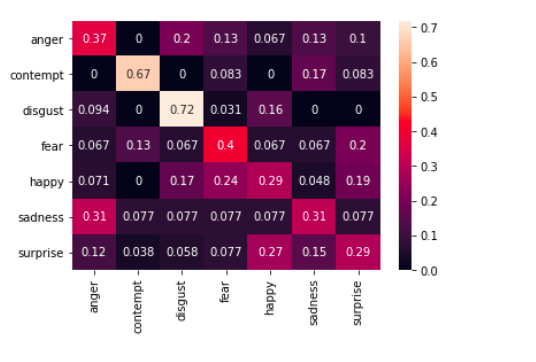 anger 0.37 0 0.2 0.13 0.067 0.13 0.1
contempt 0 0.67 0 0.083 0 0.17 0.083
disgust 0.094 0 0.72 0.031 0.16 0 0
fear 0.067 0.13 0.067 0.4 0.067 0.067 0.2
happy 0.071 0 0.17 0.24 0.29 0.048 0.19
sadness 0.31 0.077 0.077 0.077 0.077 0.31 0.077
surprise 0.12 0.038 0.058 0.077 0.27 0.15 0.29
anger contempt disgust fear happy sadness surprise
0.7
0.6
0.5
0.4
0.3
0.2
0.1
0.0